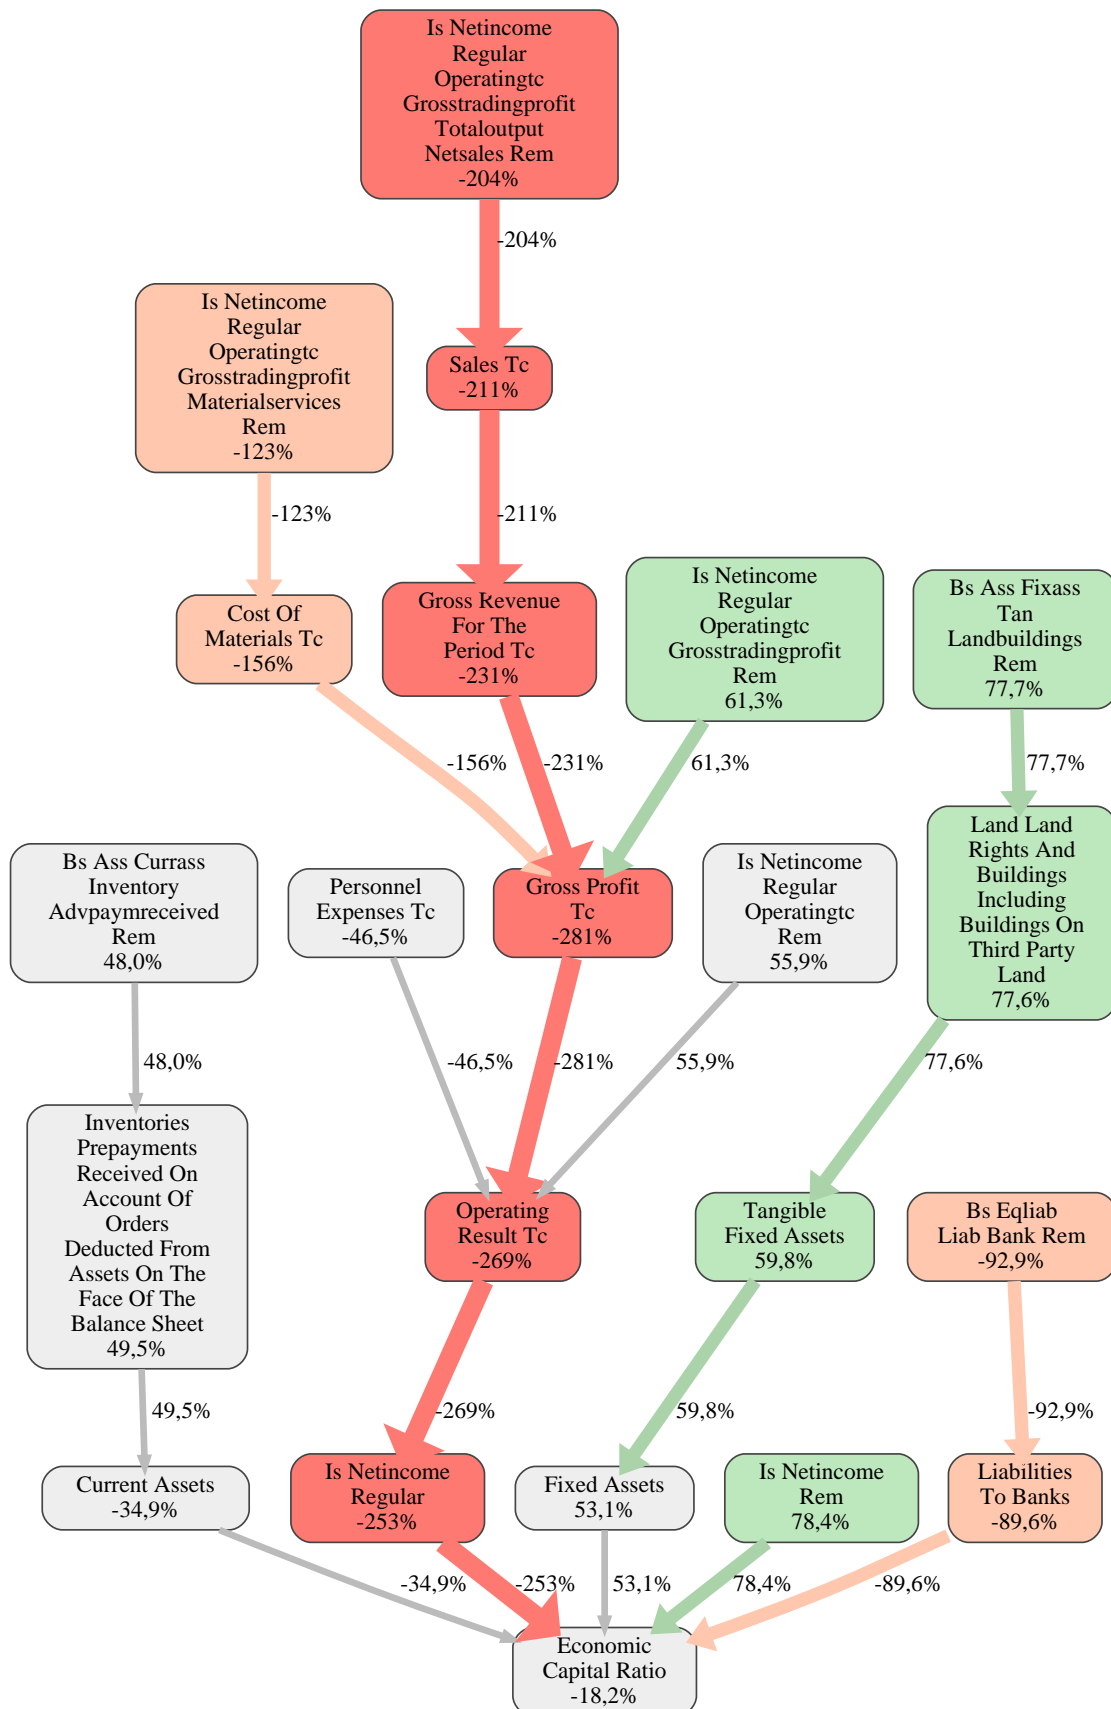 Is Netincome
Regular
Operatingtc
Grosstradingprofit
Totaloutput
Netsales Rem
-204%
-204%
Is Netincome
Regular
Operatingtc
Grosstradingprofit
Materialservices
Rem
-123%
Sales Tc
-211%
-123%
-211%
Cost Of
Materials Tc
-156%
Gross Revenue
For The
Period Tc
-231%
Is Netincome
Regular
Operatingtc
Grosstradingprofit
Rem
61,3%
Bs Ass Fixass
Tan
Landbuildings
Rem
77,7%
-156%
-231%
61,3%
77,7%
Bs Ass Currass
Inventory
Advpaymreceived
Rem
48,0%
Personnel
Expenses Tc
-46,5%
Gross Profit
Tc
-281%
Is Netincome
Regular
Operatingtc
Rem
55,9%
Land Land
Rights And
Buildings
Including
Buildings On
Third Party
Land
77,6%
48,0%
-46,5%
-281%
55,9%
77,6%
Inventories
Prepayments
Received On
Account Of
Orders
Deducted From
Assets On The
Face Of The
Balance Sheet
49,5%
Operating
Result Tc
-269%
Tangible
Fixed Assets
59,8%
Bs Eqliab
Liab Bank Rem
-92,9%
49,5%
-269%
59,8%
-92,9%
Current Assets
-34,9%
Is Netincome
Regular
-253%
Fixed Assets
53,1%
Is Netincome
Rem
78,4%
Liabilities
To Banks
-89,6%
-34,9%
-253%
53,1%
78,4%
-89,6%
Economic
Capital Ratio
-18,2%